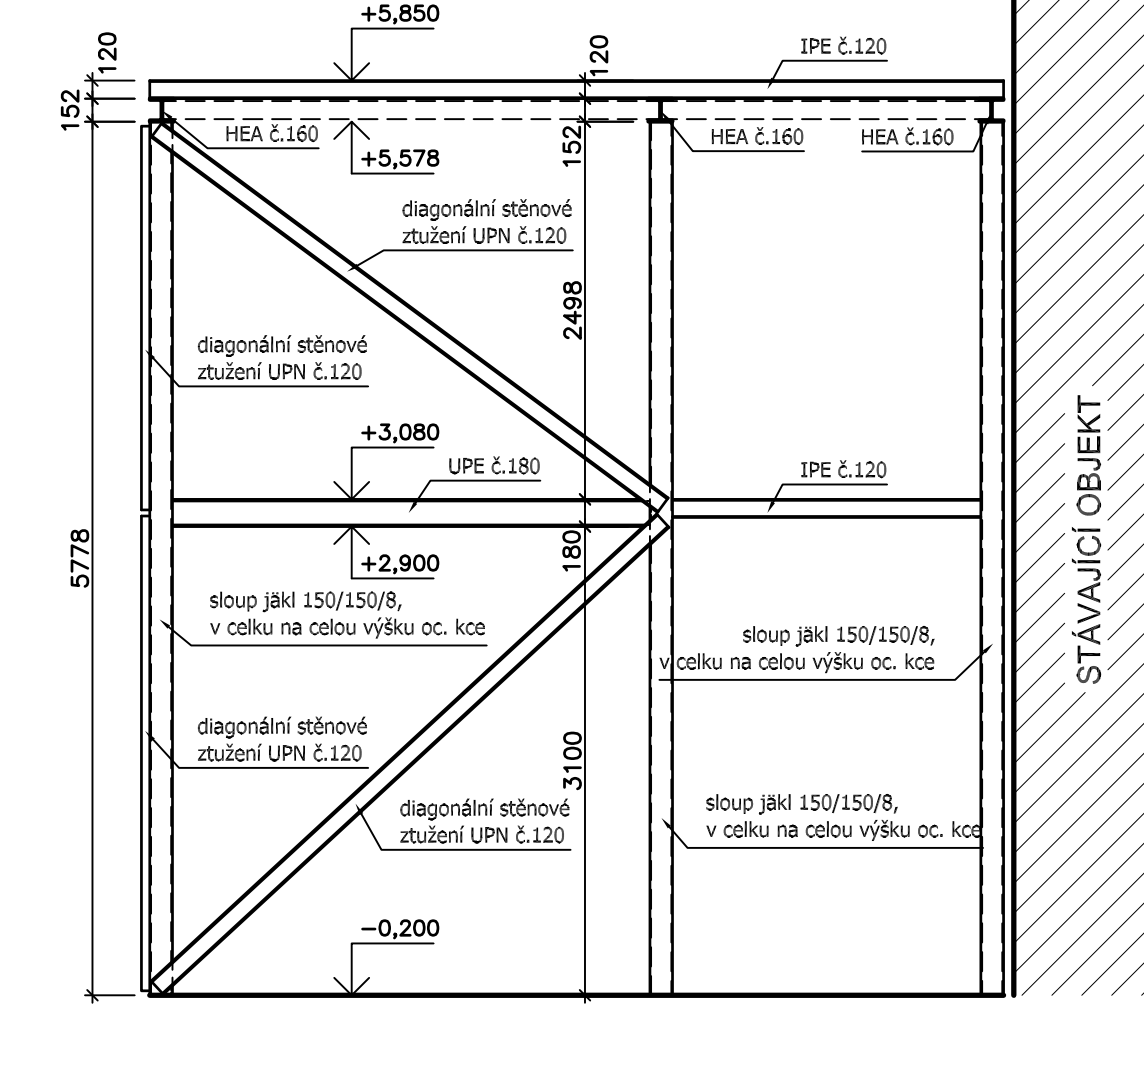 +5,850
120
120
IPE č.120
152
HEA č.160
+5,578
152
HEA č.160
HEA č.160
diagonální stěnové
ztužení UPN č.120
2498
diagonální stěnové
ztužení UPN č.120
+3,080
UPE č.180
IPE č.120
STÁVAJÍCÍ OBJEKT
5778
180
+2,900
sloup jäkl 150/150/8,
v celku na celou výšku oc. kce
sloup jäkl 150/150/8,
v celku na celou výšku oc. kce
diagonální stěnové
ztužení UPN č.120
3100
diagonální stěnové
ztužení UPN č.120
sloup jäkl 150/150/8,
v celku na celou výšku oc. kce
-0,200